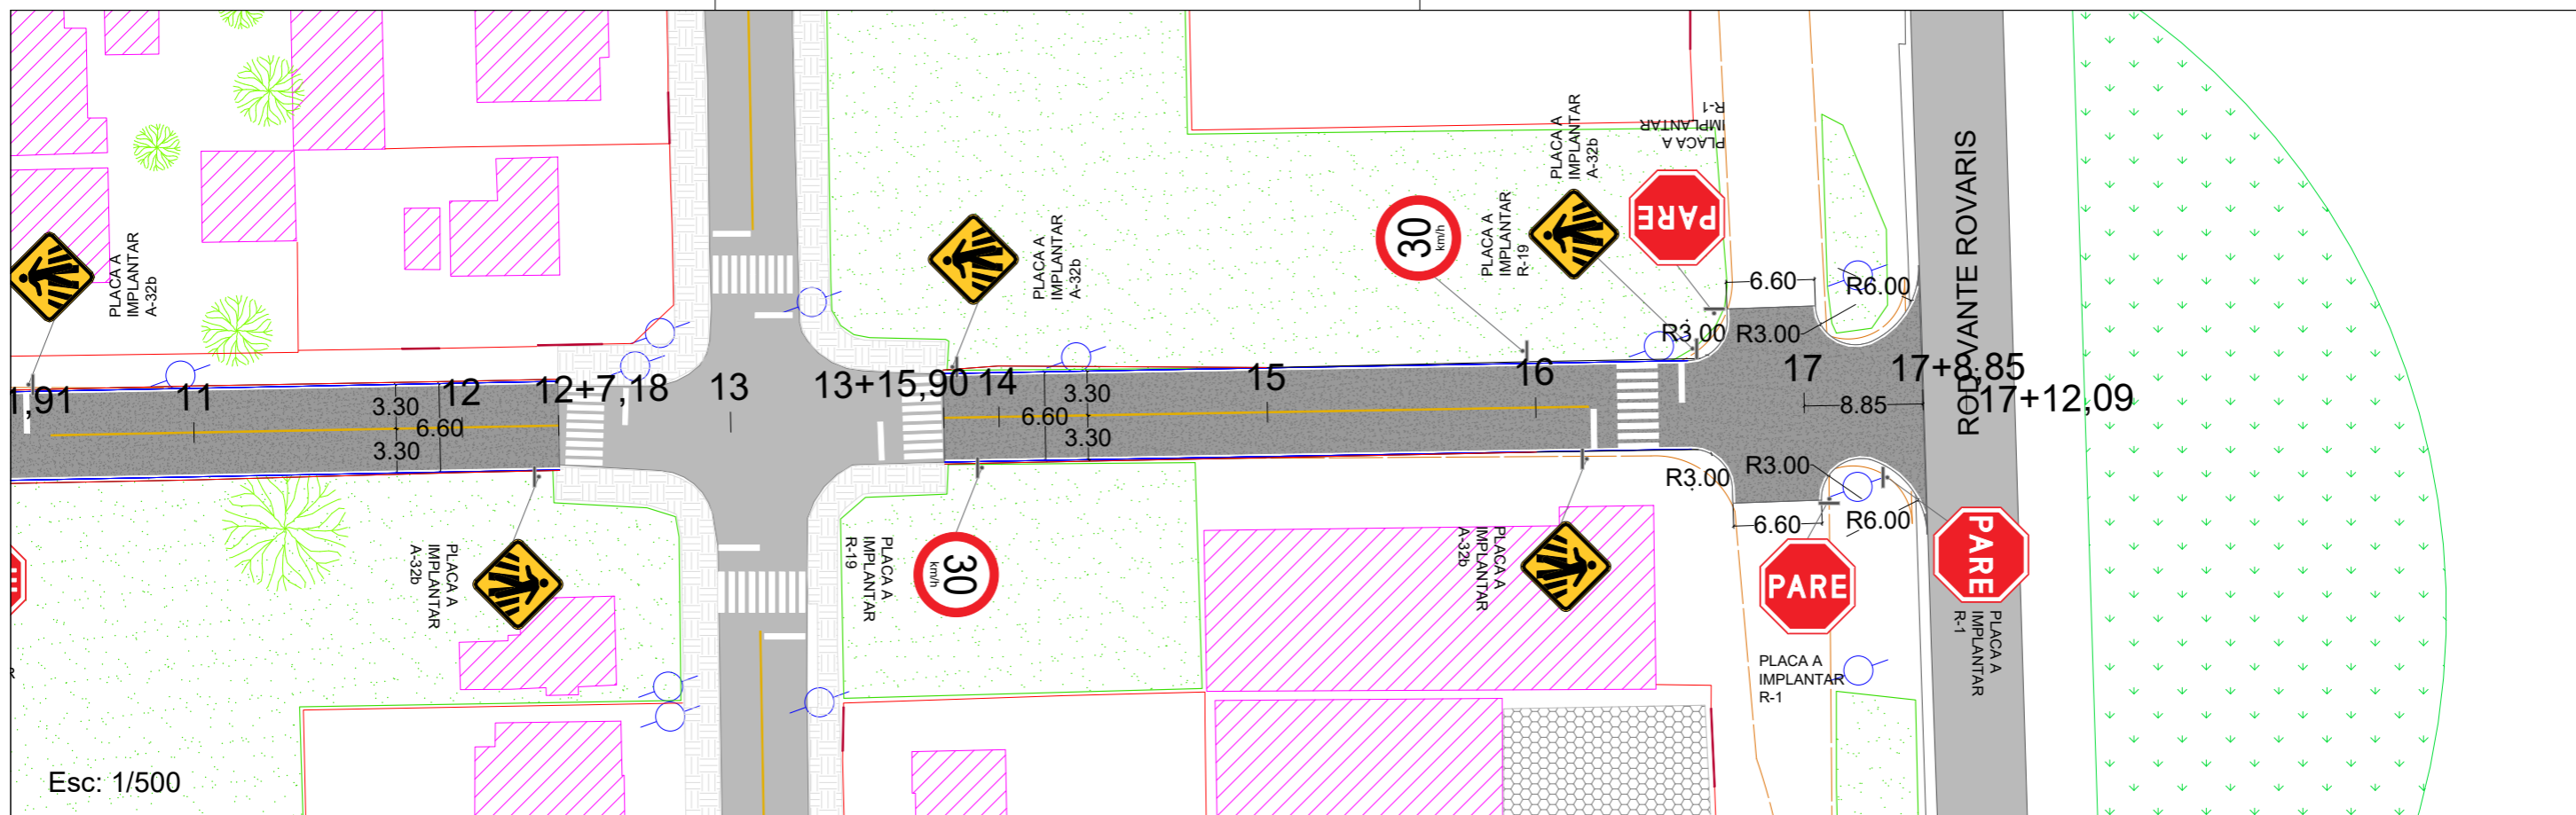 PLACA A
IMPLANTAR
A-32b
PLACA A
IMPLANTAR
A-32b
30
km/h
PLACA A
IMPLANTAR
R-19
PLACA A
IMPLANTAR
A-32b
PLACA A
IMPLANTAR
R-1
PARE
ROD. IVANTE ROVARIS
6.60
R6.00
R3.00
R3.00
1,91
11
12
12+7,18
13
13+15,90
14
15
16
17
17+8,85
17+12,09
3.30
6.60
3.30
3.30
6.60
3.30
8.85
R3.00
R3.00
6.60
R6.00
PLACA A
IMPLANTAR
A-32b
PLACA A
IMPLANTAR
R-19
30
km/h
PLACA A
IMPLANTAR
A-32b
PARE
PLACA A
IMPLANTAR
R-1
PARE
PLACA A
IMPLANTAR
R-1
Esc: 1/500